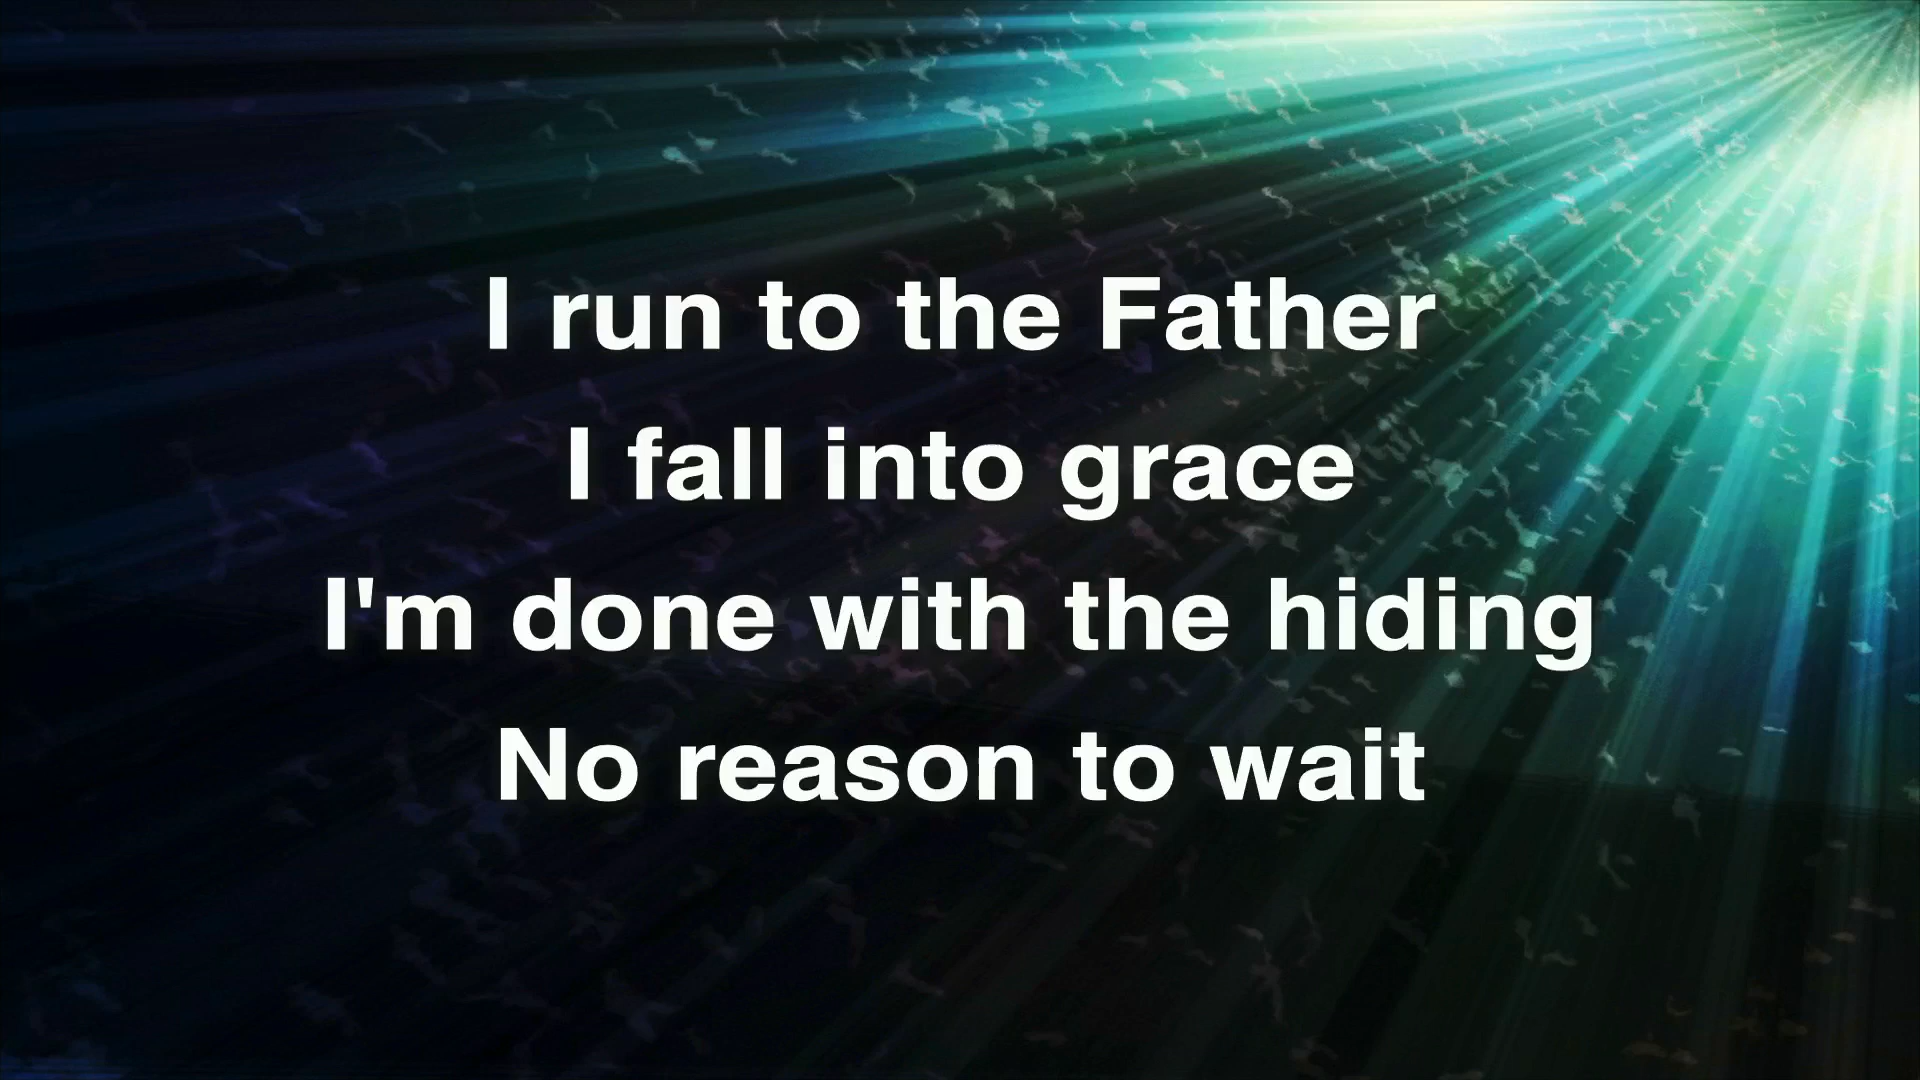 I run to the Father
I fall into grace
I'm done with the hiding
No reason to wait